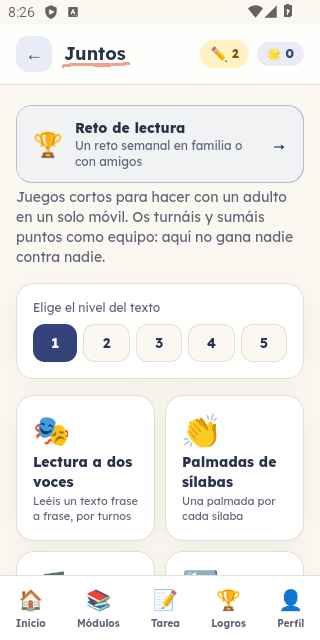 8:26
← Juntos ✏️ 2 🌟 0
Reto de lectura
Un reto semanal en familia o
con amigos
→
Juegos cortos para hacer con un adulto
en un solo móvil. Os turnáis y sumáis
puntos como equipo: aquí no gana nadie
contra nadie.
Elige el nivel del texto
1 2 3 4 5
Lectura a dos
voces
Leéis un texto frase
a frase, por turnos
Palmadas de
sílabas
Una palmada por
cada sílaba
Inicio Módulos Tarea Logros Perfil